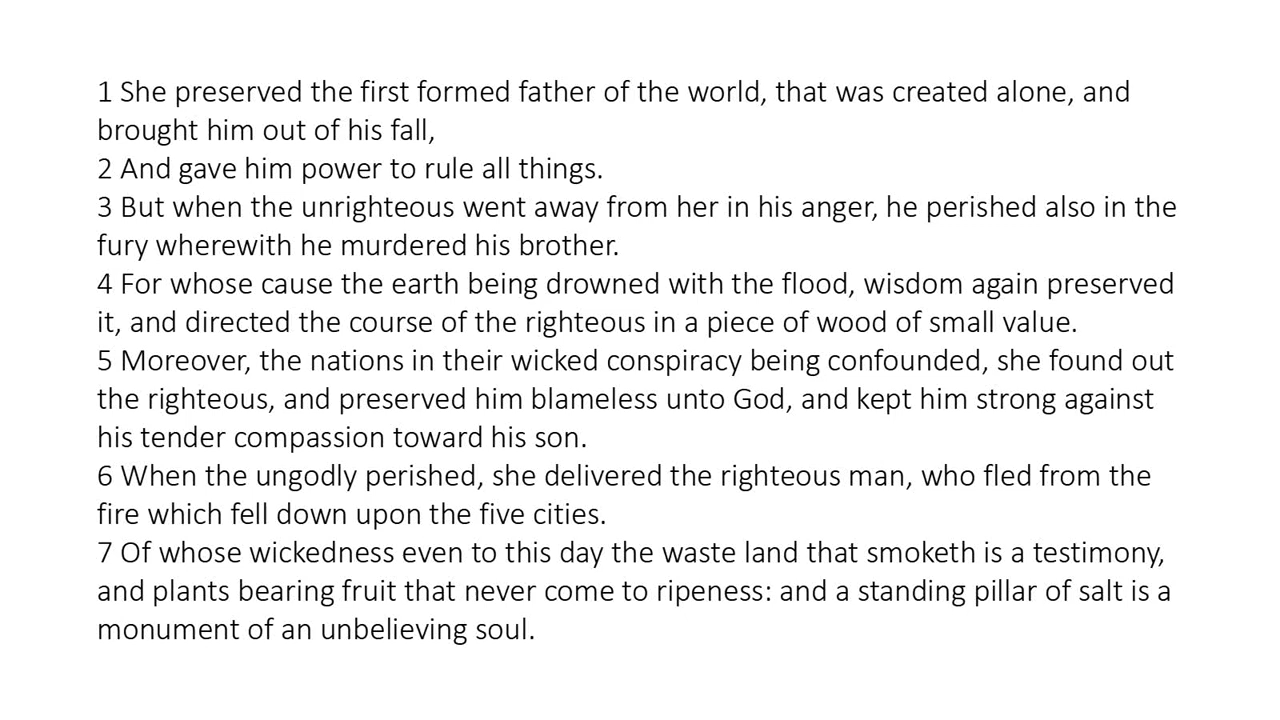 1 She preserved the first formed father of the world, that was created alone, and
brought him out of his fall,
2 And gave him power to rule all things.
3 But when the unrighteous went away from her in his anger, he perished also in the
fury wherewith he murdered his brother.
4 For whose cause the earth being drowned with the flood, wisdom again preserved
it, and directed the course of the righteous in a piece of wood of small value.
5 Moreover, the nations in their wicked conspiracy being confounded, she found out
the righteous, and preserved him blameless unto God, and kept him strong against
his tender compassion toward his son.
6 When the ungodly perished, she delivered the righteous man, who fled from the
fire which fell down upon the five cities.
7 Of whose wickedness even to this day the waste land that smoketh is a testimony,
and plants bearing fruit that never come to ripeness: and a standing pillar of salt is a
monument of an unbelieving soul.